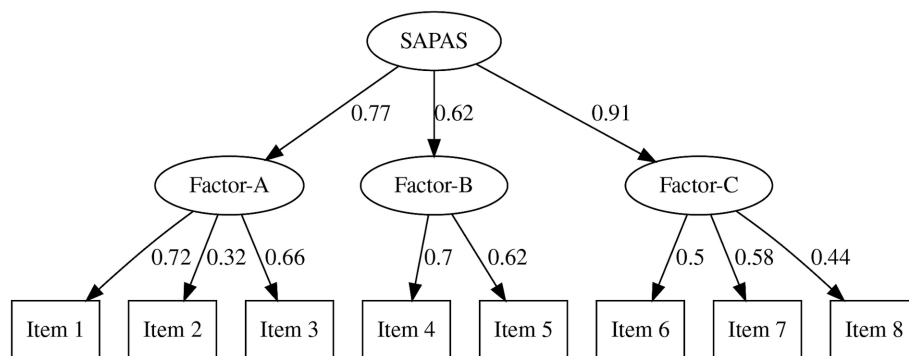 SAPAS
0.77 0.62 0.91
Factor-A Factor-B Factor-C
0.72 0.32 0.66 0.7 0.62 0.5 0.58 0.44
Item 1 Item 2 Item 3 Item 4 Item 5 Item 6 Item 7 Item 8